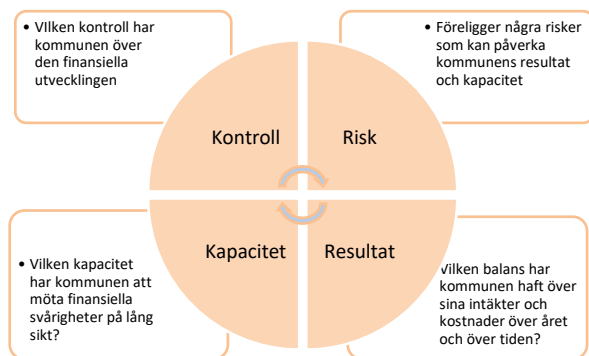 • VIlken kontroll har
kommunen över
den finansiella
utvecklingen
• Föreligger några risker
som kan påverka
kommunens resultat
och kapacitet
Kontroll
Risk
Kapacitet
Resultat
• Vilken kapacitet
har kommunen att
möta finansiella
svårigheter på lång
sikt?
Vilken balans har
kommunen haft över
sina intäkter och
kostnader över året
och över tiden?